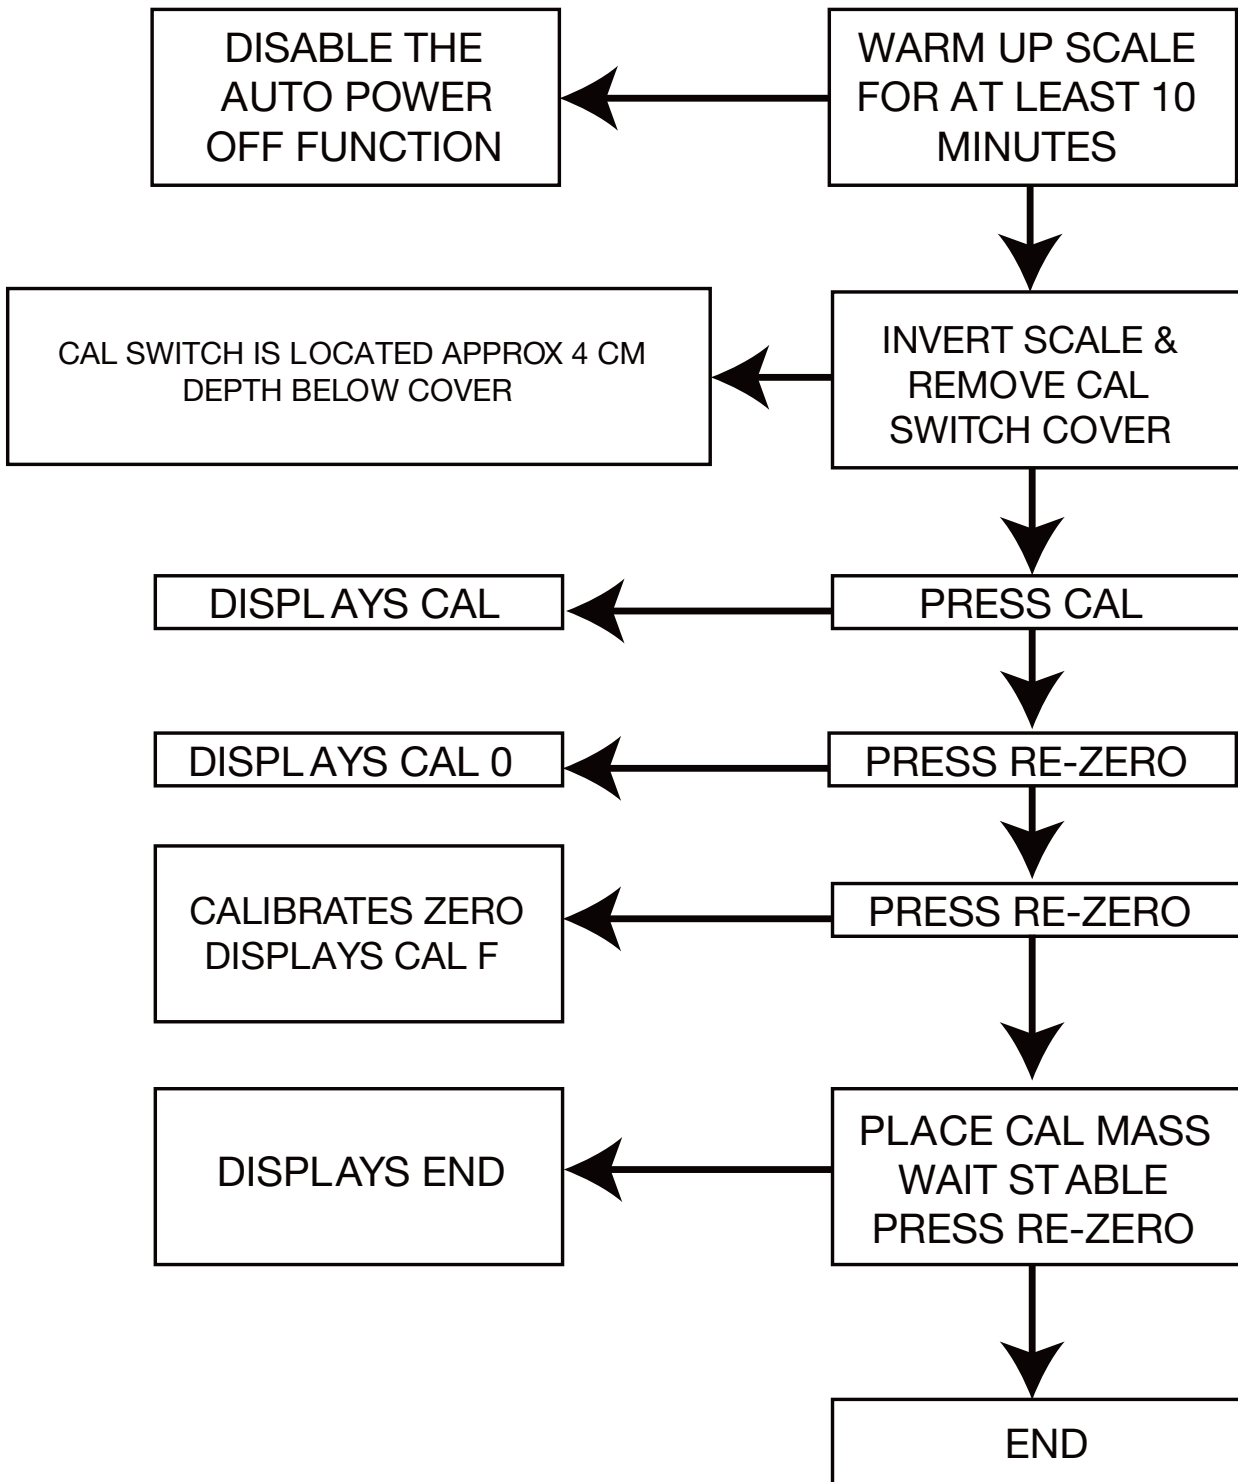 DISABLE THE
AUTO POWER
OFF FUNCTION
WARM UP SCALE
FOR AT LEAST 10
MINUTES
CAL SWITCH IS LOCATED APPROX 4 CM
DEPTH BELOW COVER
INVERT SCALE &
REMOVE CAL
SWITCH COVER
DISPLAYS CAL
PRESS CAL
DISPLAYS CAL 0
PRESS RE-ZERO
CALIBRATES ZERO
DISPLAYS CAL F
PRESS RE-ZERO
DISPLAYS END
PLACE CAL MASS
WAIT STABLE
PRESS RE-ZERO
END